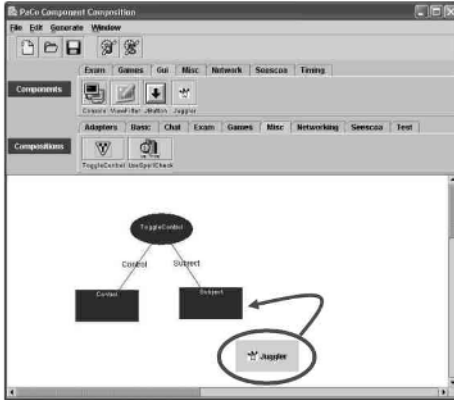 PaCo Component Composition
File Edit Generate Window
Exam Games Gui Misc Network Seescoa Timing
Components
Console ViewFilter JButton Juggler
Adapters Basic Chat Exam Games Misc Networking Seescoa Test
Compositions
ToggleControl UseSpellCheck
ToggleControl
Control Subject
Control Subject
Juggler